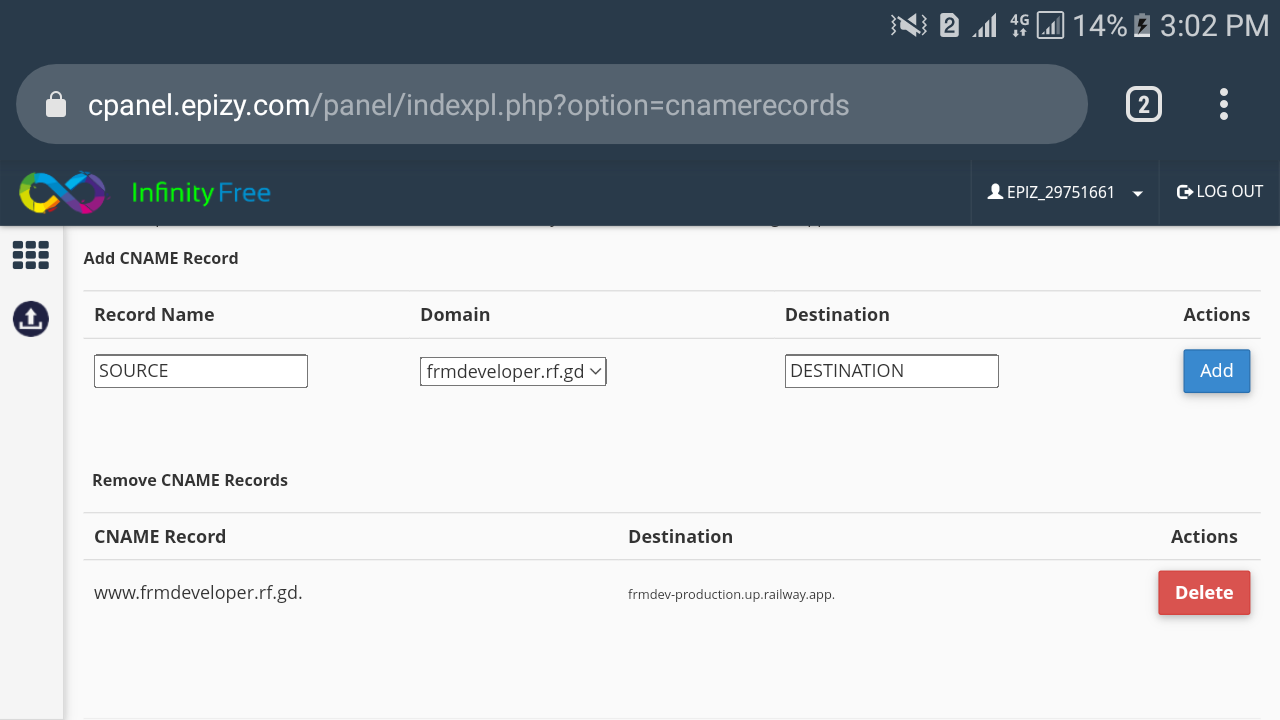 2 4G 14% 3:02 PM
cpanel.epizy.com/panel/indexpl.php?option=cnamerecords 2
Infinity Free EPIZ_29751661 LOG OUT
Add CNAME Record
Record Name Domain Destination Actions
SOURCE frmdeveloper.rf.gd DESTINATION Add
Remove CNAME Records
CNAME Record Destination Actions
www.frmdeveloper.rf.gd. frmdev-production.up.railway.app. Delete